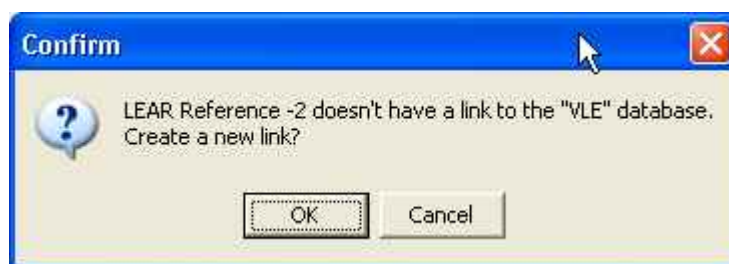 Confirm
LEAR Reference -2 doesn't have a link to the "VLE" database.
Create a new link?
OK
Cancel